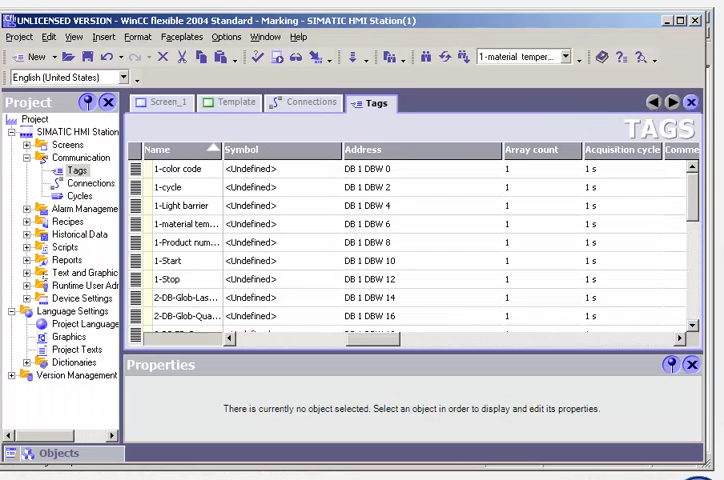 UNLICENSED VERSION - WinCC flexible 2004 Standard - Marking - SIMATIC HMI Station(1)
Project Edit View Insert Format Faceplates Options Window Help
New 1-material temper...
English (United States)
Project
Screen_1 Template Connections Tags
TAGS
Project
SIMATIC HMI Station
Screens
Communication
Tags
Connections
Cycles
Alarm Manageme
Recipes
Historical Data
Scripts
Reports
Text and Graphic
Runtime User Adr
Device Settings
Language Settings
Project Language
Graphics
Project Texts
Dictionaries
Version Management
Objects
Name Symbol Address Array count Acquisition cycle Comme
1-color code <Undefined> DB 1 DBW 0 1 1 s
1-cycle <Undefined> DB 1 DBW 2 1 1 s
1-Light barrier <Undefined> DB 1 DBW 4 1 1 s
1-material tem... <Undefined> DB 1 DBW 6 1 1 s
1-Product num... <Undefined> DB 1 DBW 8 1 1 s
1-Start <Undefined> DB 1 DBW 10 1 1 s
1-Stop <Undefined> DB 1 DBW 12 1 1 s
2-DB-Glob-Las... <Undefined> DB 1 DBW 14 1 1 s
2-DB-Glob-Qua... <Undefined> DB 1 DBW 16 1 1 s
Properties
There is currently no object selected. Select an object in order to display and edit its properties.